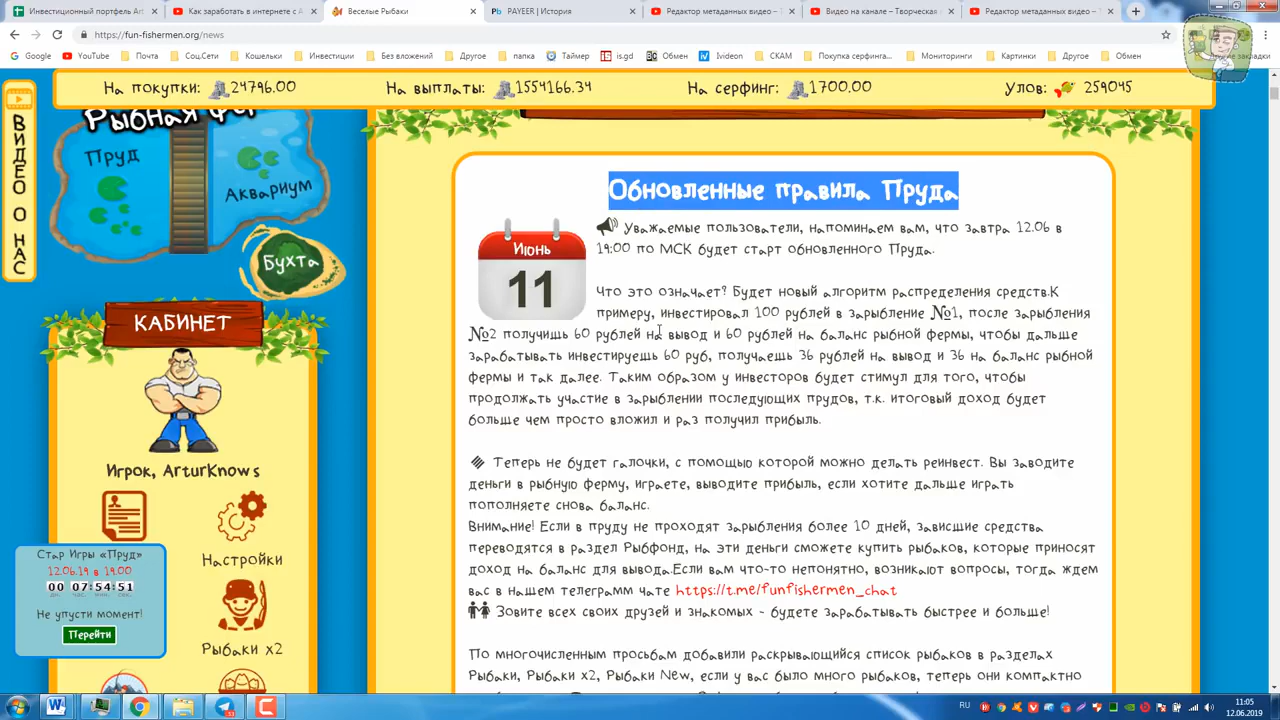 Инвестиционный портфель Art
Как заработать в интернете с A
Веселые Рыбаки
PAYEER | История
Редактор метаданных видео –
Видео на канале – Творческая
Редактор метаданных видео –
https://fun-fishermen.org/news
Google
YouTube
Почта
Соц.Сети
Кошельки
Инвестиции
Без вложений
Другое
папка
Таймер
is.gd
Обмен
Ivideon
СКАМ
Покупка серфинга...
Мониторинги
Картинки
Другое
Обмен
закладки
На покупки: 24796.00
На выплаты: 1554166.34
На серфинг: 1700.00
Улов: 259045
ВИДЕО О НАС
Рыбная фер
Пруд
Аквариум
Бухта
КАБИНЕТ
Игрок, ArturKnows
Настройки
Рыбаки x2
Стар Игры «Пруд»
12.06.19 в 19.00
00 07:54:51
Не упусти момент!
Перейти
Обновленные правила Пруда
Июнь
11
Уважаемые пользователи, напоминаем вам, что завтра 12.06 в
19:00 по МСК будет старт обновленного Пруда.
Что это означает? Будет новый алгоритм распределения средств.К
примеру, инвестировал 100 рублей в зарыбление №1, после зарыбления
№2 получишь 60 рублей на вывод и 60 рублей на баланс рыбной фермы, чтобы дальше
зарабатывать инвестируешь 60 руб, получаешь 36 рублей на вывод и 36 на баланс рыбной
фермы и так далее. Таким образом у инвесторов будет стимул для того, чтобы
продолжать участие в зарыблении последующих прудов, т.к. итоговый доход будет
больше чем просто вложил и раз получил прибыль.
Теперь не будет галочки, с помощью которой можно делать реинвест. Вы заводите
деньги в рыбную ферму, играете, выводите прибыль, если хотите дальше играть
пополняете снова баланс.
Внимание! Если в пруду не проходят зарыбления более 10 дней, зависшие средства
переводятся в раздел Рыбфонд, на эти деньги сможете купить рыбаков, которые приносят
доход на баланс для вывода.Если вам что-то непонятно, возникают вопросы, тогда ждем
вас в нашем телеграмм чате https://t.me/funfishermen_chat
Зовите всех своих друзей и знакомых - будете зарабатывать быстрее и больше!
По многочисленным просьбам добавили раскрывающийся список рыбаков в разделах
Рыбаки, Рыбаки x2, Рыбаки New, если у вас было много рыбаков, теперь они компактно
RU
11:05
12.06.2019